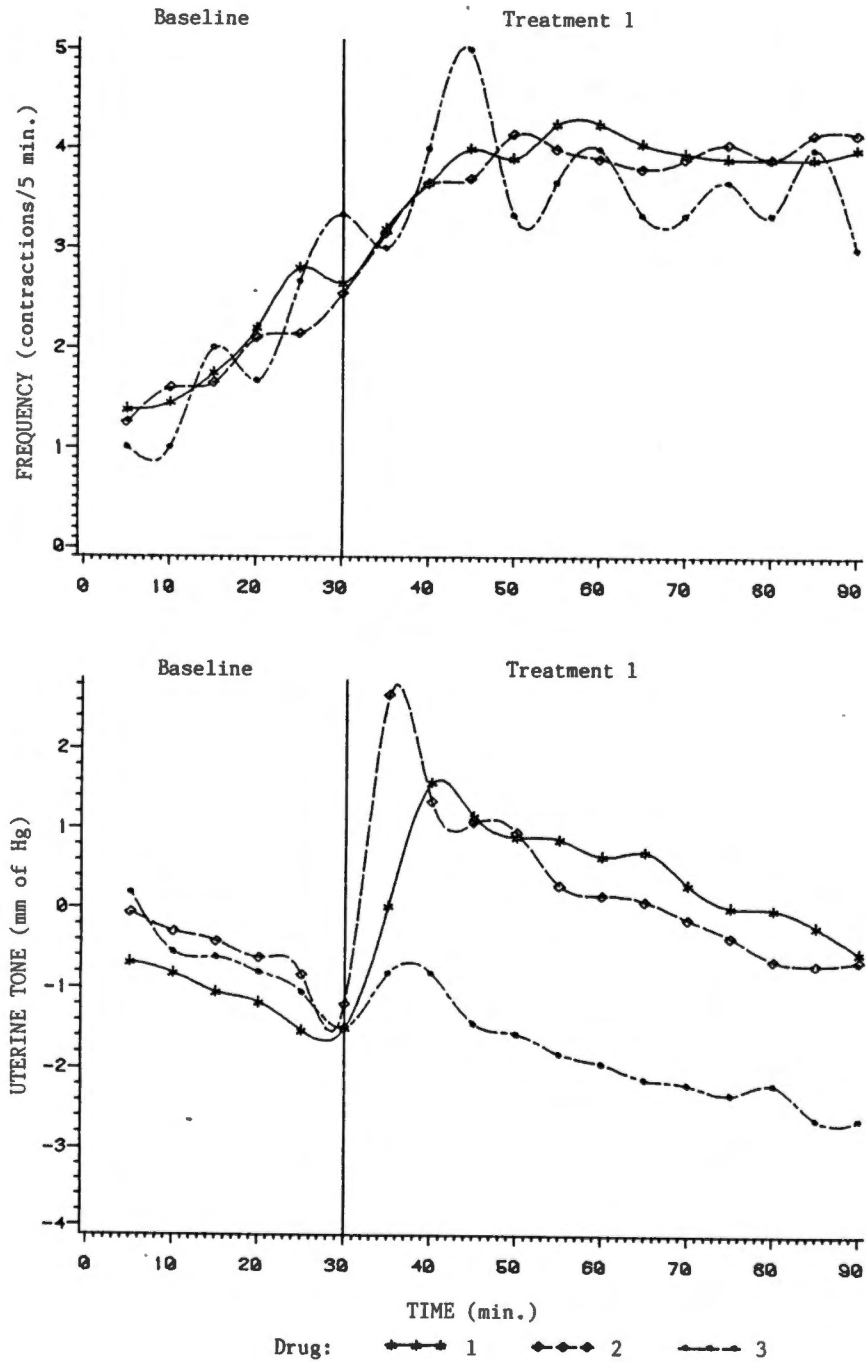 Baseline Treatment 1
FREQUENCY (contractions/5 min.)
5
4
3
2
1
0
0 10 20 30 40 50 60 70 80 90
Baseline Treatment 1
UTERINE TONE (mm of Hg)
2
1
0
-1
-2
-3
-4
0 10 20 30 40 50 60 70 80 90
TIME (min.)
Drug: 1 2 3